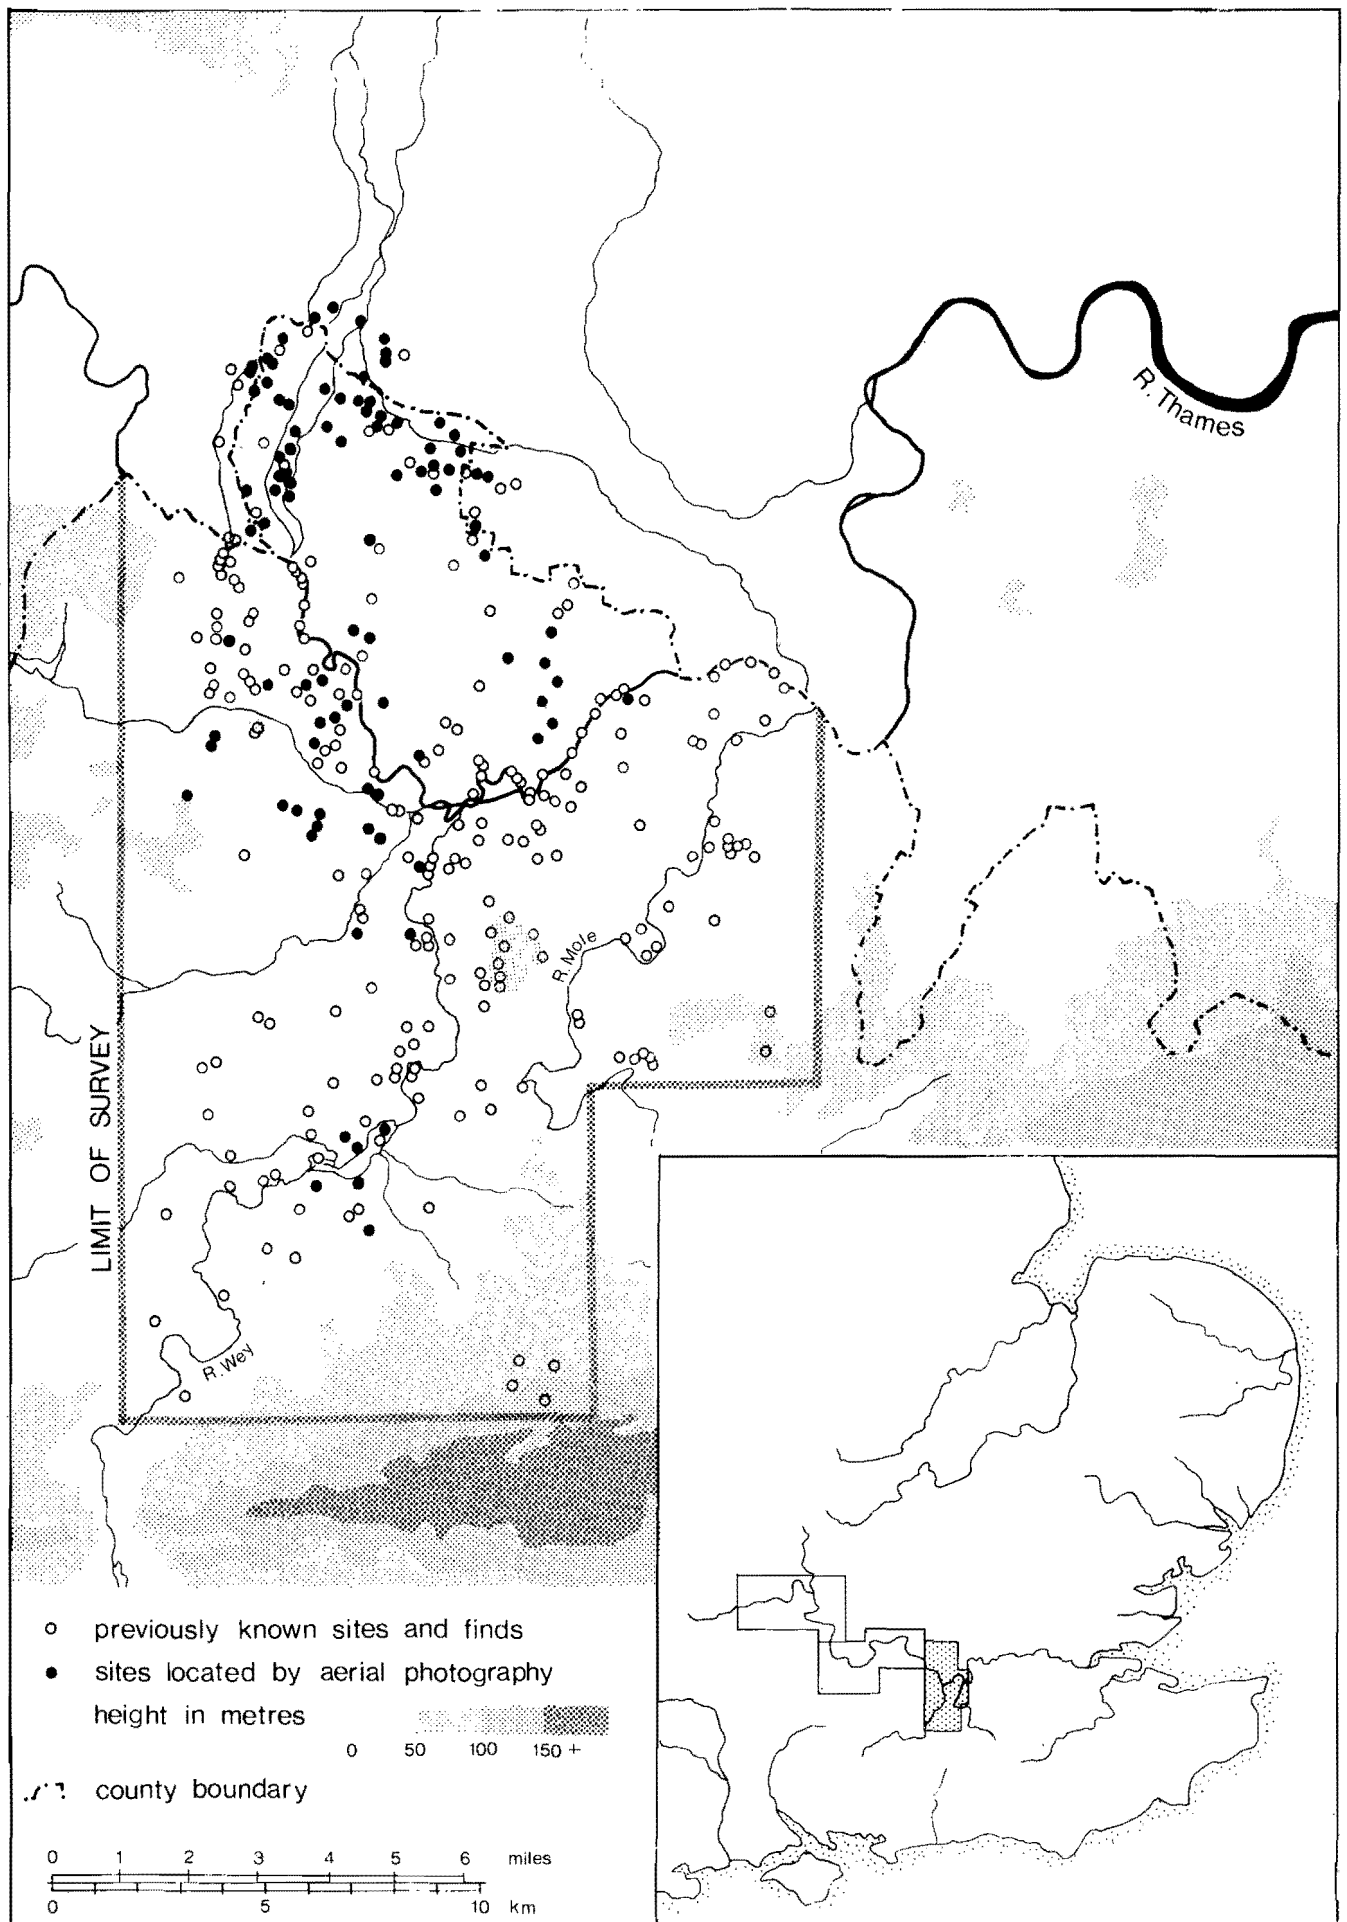 R. Thames
R. Mole
LIMIT OF SURVEY
R. Wey
previously known sites and finds
sites located by aerial photography
height in metres
0 50 100 150 +
county boundary
0 1 2 3 4 5 6 miles
0 5 10 km